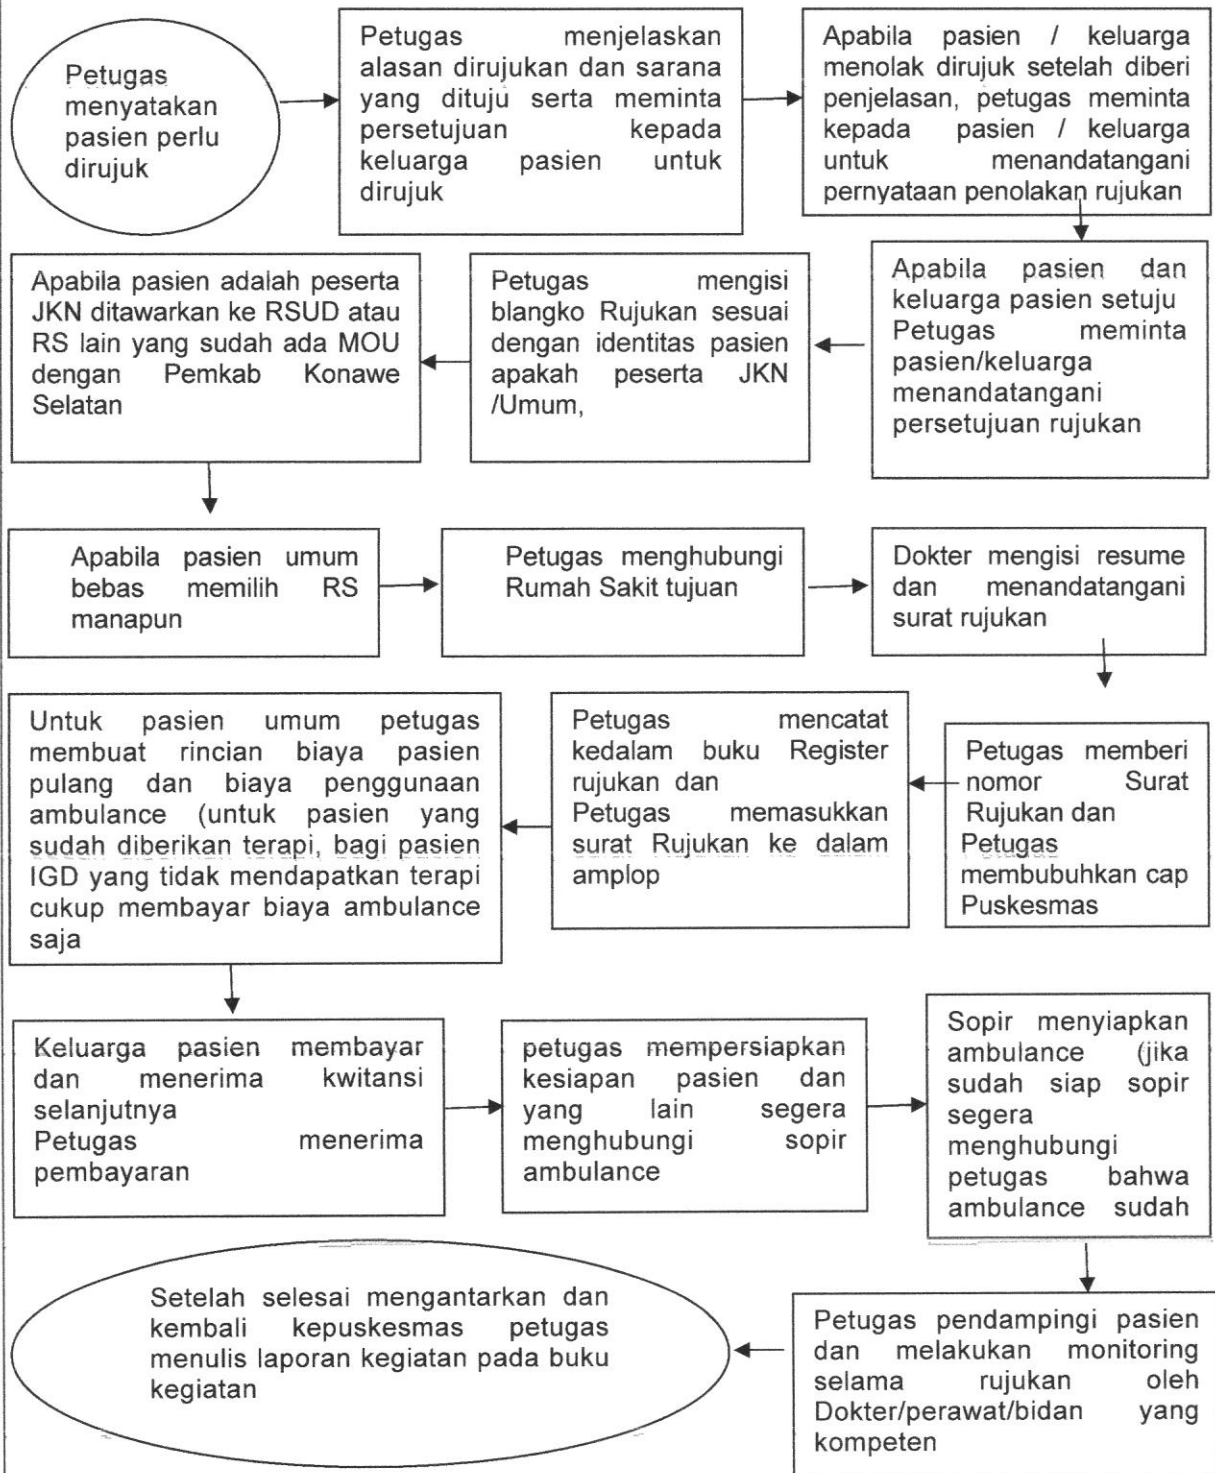 Petugas
menyatakan
pasien perlu
dirujuk
Petugas menjelaskan
alasan dirujukan dan sarana
yang dituju serta meminta
persetujuan kepada
keluarga pasien untuk
dirujuk
Apabila pasien / keluarga
menolak dirujuk setelah diberi
penjelasan, petugas meminta
kepada pasien / keluarga
untuk menandatangani
pernyataan penolakan rujukan
Apabila pasien dan
keluarga pasien setuju
Petugas meminta
pasien/keluarga
menandatangani
persetujuan rujukan
Petugas mengisi
blangko Rujukan sesuai
dengan identitas pasien
apakah peserta JKN
/Umum,
Apabila pasien adalah peserta
JKN ditawarkan ke RSUD atau
RS lain yang sudah ada MOU
dengan Pemkab Konawe
Selatan
Apabila pasien umum
bebas memilih RS
manapun
Petugas menghubungi
Rumah Sakit tujuan
Dokter mengisi resume
dan menandatangani
surat rujukan
Petugas memberi
nomor Surat
Rujukan dan
Petugas
membubuhkan cap
Puskesmas
Petugas mencatat
kedalam buku Register
rujukan dan
Petugas memasukkan
surat Rujukan ke dalam
amplop
Untuk pasien umum petugas
membuat rincian biaya pasien
pulang dan biaya penggunaan
ambulance (untuk pasien yang
sudah diberikan terapi, bagi pasien
IGD yang tidak mendapatkan terapi
cukup membayar biaya ambulance
saja
Keluarga pasien membayar
dan menerima kwitansi
selanjutnya
Petugas menerima
pembayaran
petugas mempersiapkan
kesiapan pasien dan
yang lain segera
menghubungi sopir
ambulance
Sopir menyiapkan
ambulance (jika
sudah siap sopir
segera
menghubungi
petugas bahwa
ambulance sudah
Petugas pendampingi pasien
dan melakukan monitoring
selama rujukan oleh
Dokter/perawat/bidan yang
kompeten
Setelah selesai mengantarkan dan
kembali kepuskesmas petugas
menulis laporan kegiatan pada buku
kegiatan